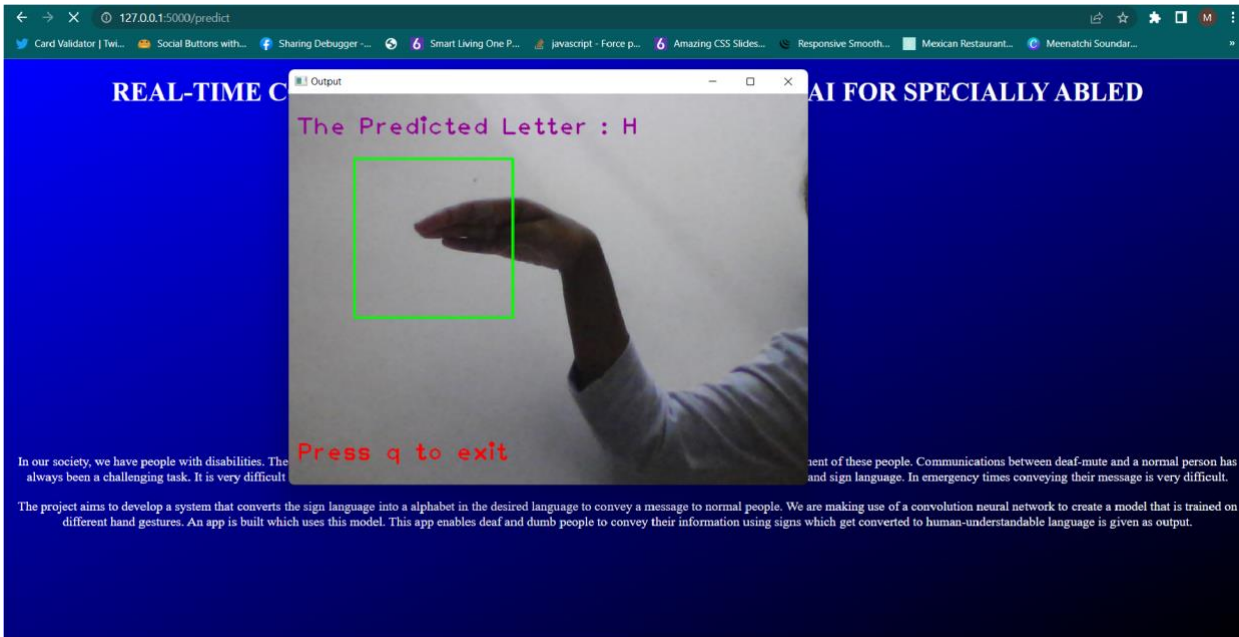 127.0.0.1:5000/predict
M
Card Validator | Twi... Social Buttons with... Sharing Debugger -... 6 Smart Living One P... javascript - Force p... 6 Amazing CSS Slides... Responsive Smooth... Mexican Restaurant... Meenatchi Soundar... »
Output
REAL-TIME C AI FOR SPECIALLY ABLED
The Predicted Letter : H
Press q to exit
In our society, we have people with disabilities. The of these people. Communications between deaf-mute and a normal person has
always been a challenging task. It is very difficult and sign language. In emergency times conveying their message is very difficult.
The project aims to develop a system that converts the sign language into a alphabet in the desired language to convey a message to normal people. We are making use of a convolution neural network to create a model that is trained on
different hand gestures. An app is built which uses this model. This app enables deaf and dumb people to convey their information using signs which get converted to human-understandable language is given as output.